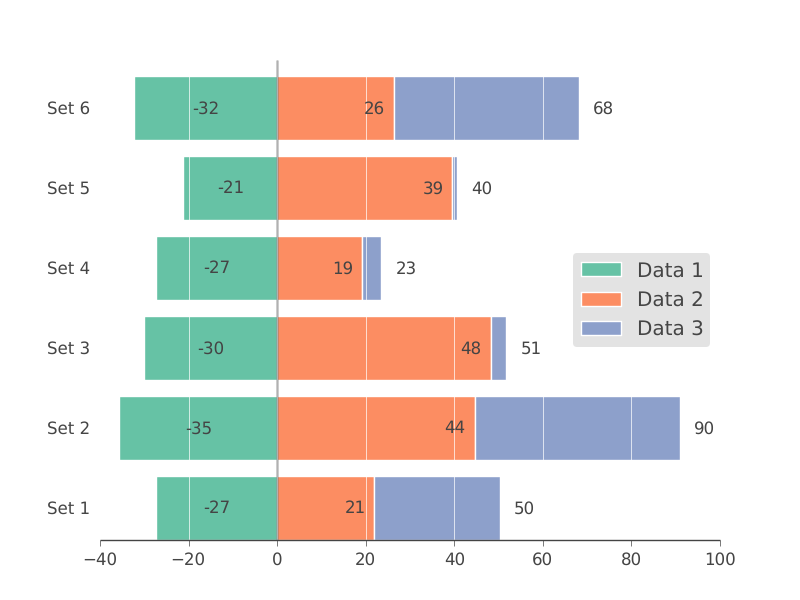 Set 6 -32 26 68
Set 5 -21 39 40
Set 4 -27 19 23
Data 1
Data 2
Data 3
Set 3 -30 48 51
Set 2 -35 44 90
Set 1 -27 21 50
−40 −20 0 20 40 60 80 100